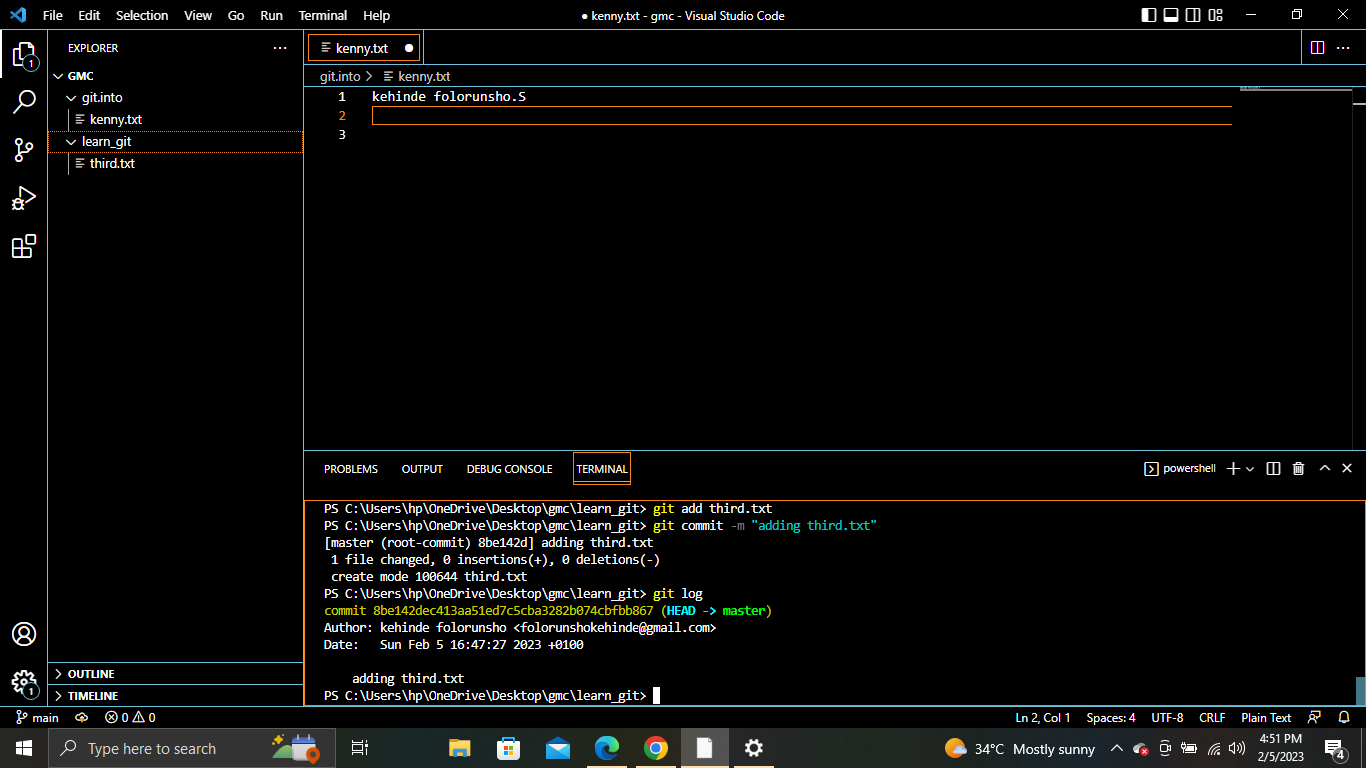 File Edit Selection View Go Run Terminal Help
● kenny.txt - gmc - Visual Studio Code
EXPLORER
GMC
git.into
kenny.txt
learn_git
third.txt
OUTLINE
TIMELINE
1
1
kenny.txt
git.into > kenny.txt
1 kehinde folorunsho.S
2
3
PROBLEMS OUTPUT DEBUG CONSOLE TERMINAL
powershell
PS C:\Users\hp\OneDrive\Desktop\gmc\learn_git> git add third.txt
PS C:\Users\hp\OneDrive\Desktop\gmc\learn_git> git commit -m "adding third.txt"
[master (root-commit) 8be142d] adding third.txt
 1 file changed, 0 insertions(+), 0 deletions(-)
 create mode 100644 third.txt
PS C:\Users\hp\OneDrive\Desktop\gmc\learn_git> git log
commit 8be142dec413aa51ed7c5cba3282b074cbfbb867 (HEAD -> master)
Author: kehinde folorunsho <folorunshokehinde@gmail.com>
Date:   Sun Feb 5 16:47:27 2023 +0100
    adding third.txt
PS C:\Users\hp\OneDrive\Desktop\gmc\learn_git>
main 0 0
Ln 2, Col 1 Spaces: 4 UTF-8 CRLF Plain Text
Type here to search
34°C Mostly sunny
4:51 PM
2/5/2023
4